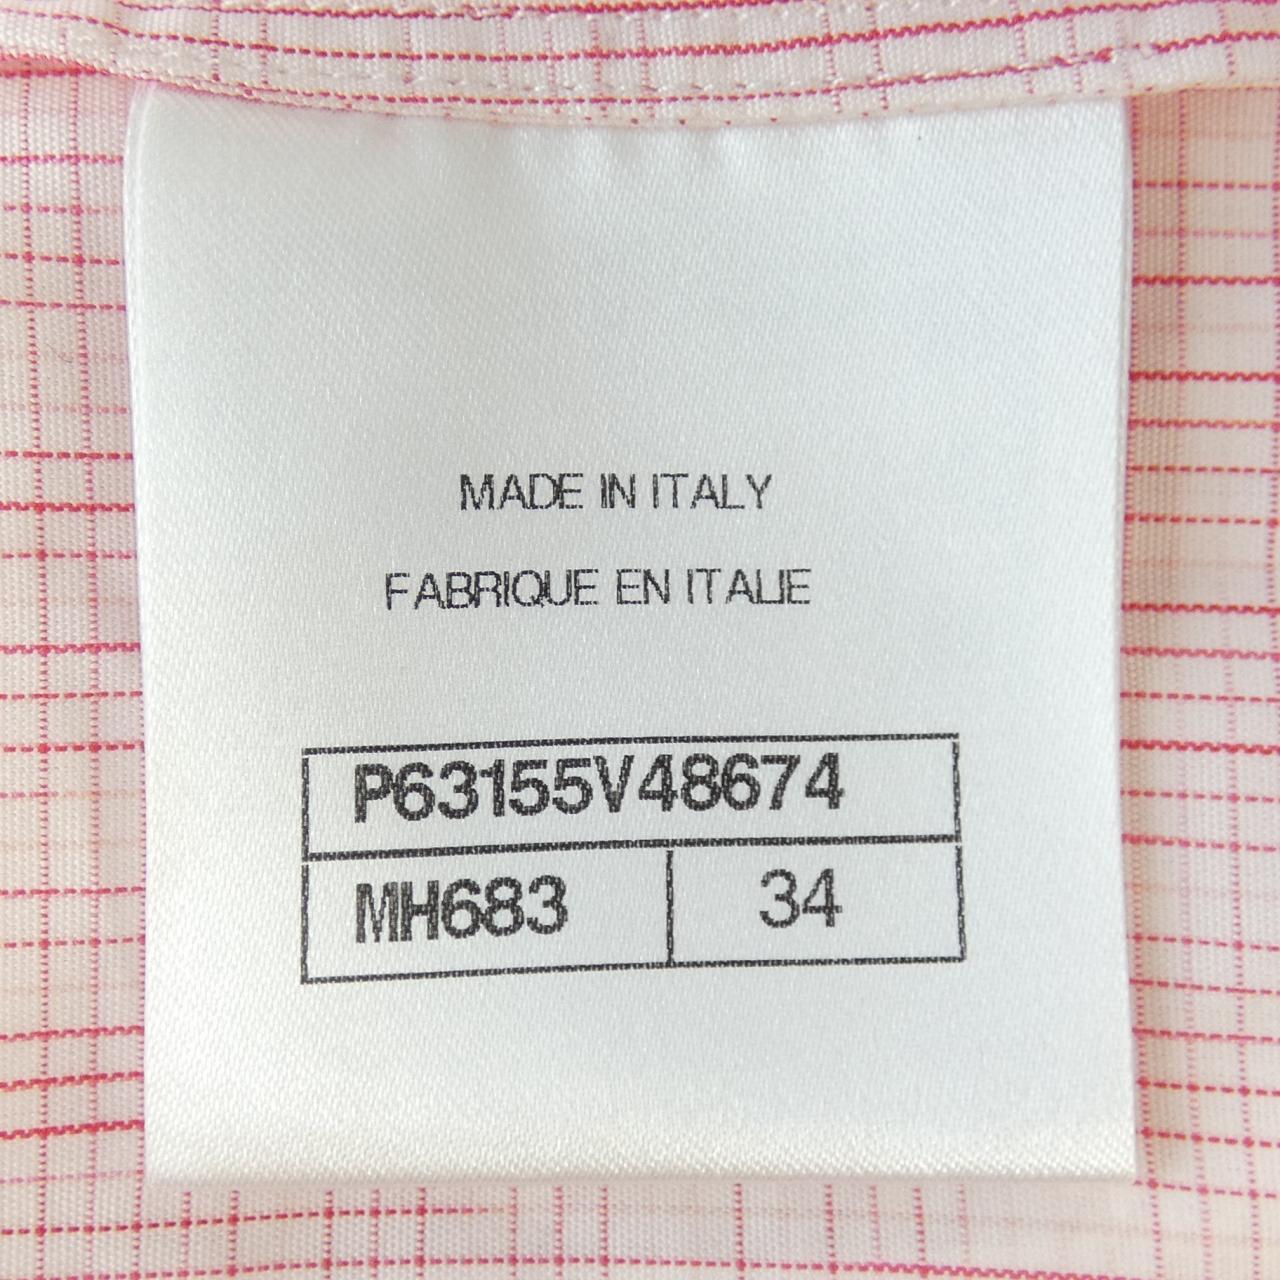 MADE IN ITALY
FABRIQUE EN ITALIE
P63155V48674
MH683 34